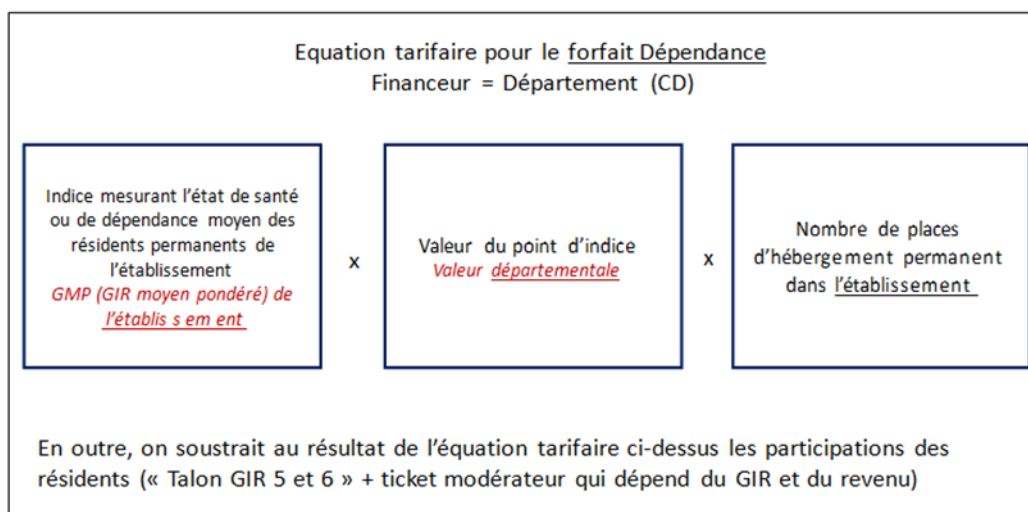 Equation tarifaire pour le forfait Dépendance
Financeur = Département (CD)
Indice mesurant l'état de santé
ou de dépendance moyen des
résidents permanents de
l'établissement
GMP (GIR moyen pondéré) de
l'établis s em ent
x
Valeur du point d'indice
Valeur départementale
x
Nombre de places
d'hébergement permanent
dans l'établissement
En outre, on soustrait au résultat de l'équation tarifaire ci-dessus les participations des
résidents (« Talon GIR 5 et 6 » + ticket modérateur qui dépend du GIR et du revenu)